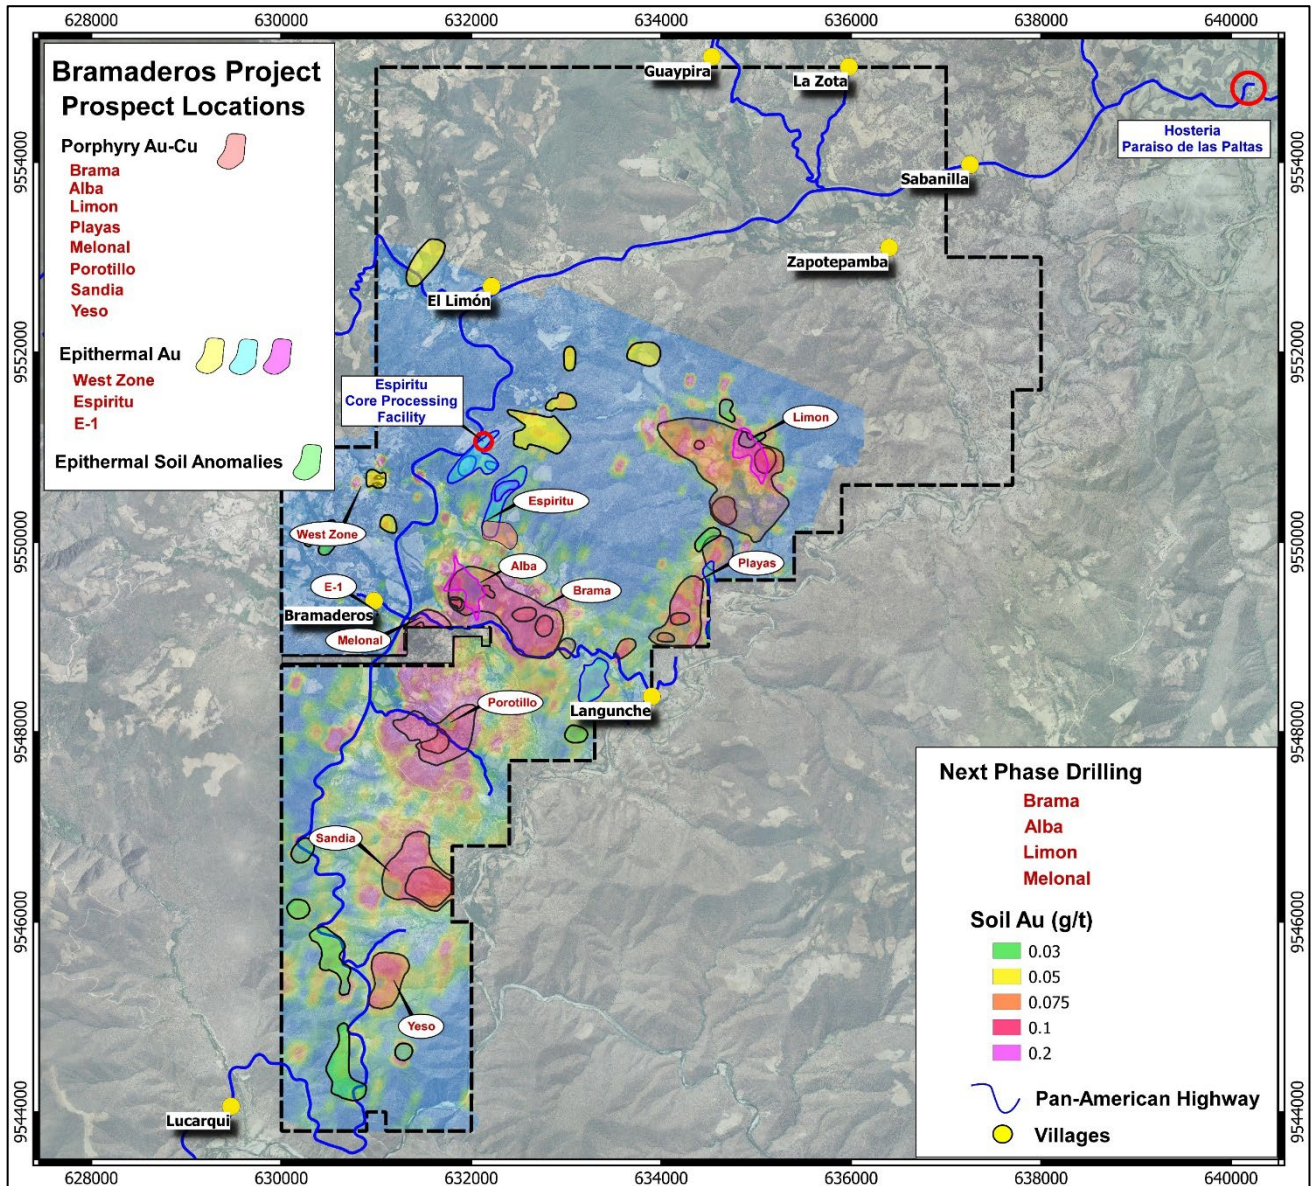 628000
630000
632000
634000
636000
638000
640000
Bramaderos Project
Prospect Locations
Porphyry Au-Cu
Brama
Alba
Limon
Playas
Melonal
Porotillo
Sandia
Yeso
Epithermal Au
West Zone
Espiritu
E-1
Epithermal Soil Anomalies
Guaypira
La Zota
Hosteria
Paraiso de las Paltas
Sabanilla
Zapotepamba
El Limón
Espiritu
Core Processing
Facility
Limon
Espiritu
West Zone
Alba
Playas
E-1
Brama
Bramaderos
Melonal
Porotillo
Langunche
Sandia
Yeso
Lucarqui
Next Phase Drilling
Brama
Alba
Limon
Melonal
Soil Au (g/t)
0.03
0.05
0.075
0.1
0.2
Pan-American Highway
Villages
9554000
9552000
9550000
9548000
9546000
9544000
9554000
9552000
9550000
9548000
9546000
9544000
628000
630000
632000
634000
636000
638000
640000